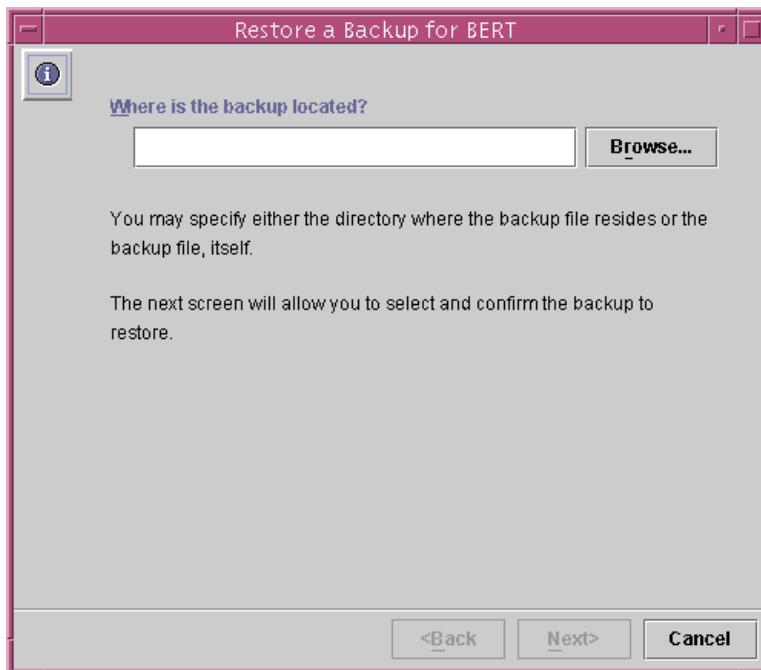 Restore a Backup for BERT
Where is the backup located?
Browse...
You may specify either the directory where the backup file resides or the
backup file, itself.
The next screen will allow you to select and confirm the backup to
restore.
<Back Next> Cancel